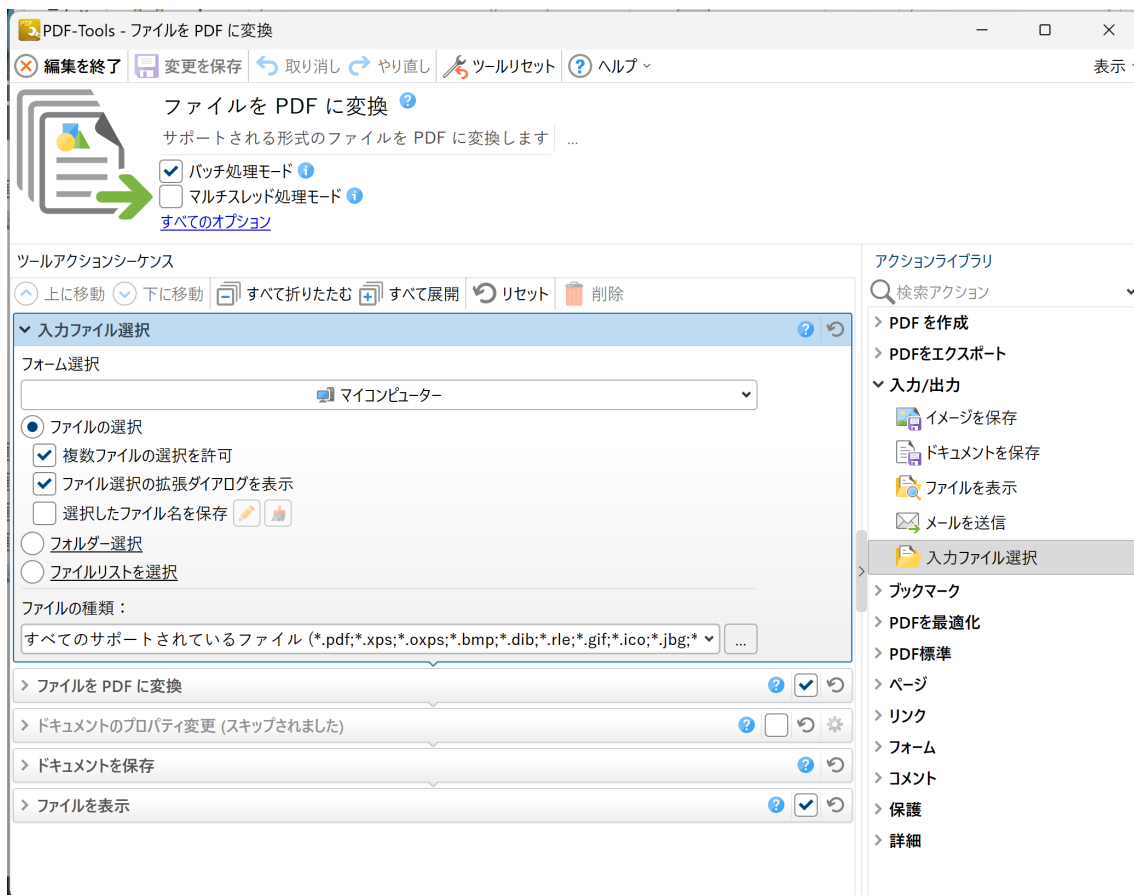 PDF-Tools - ファイルを PDF に変換
編集を終了 変更を保存 取り消し やり直し ツールリセット ヘルプ 表示
ファイルを PDF に変換
サポートされる形式のファイルを PDF に変換します ...
バッチ処理モード
マルチスレッド処理モード
すべてのオプション
ツールアクションシーケンス
上に移動 下に移動 すべて折りたたむ すべて展開 リセット 削除
入力ファイル選択
フォーム選択
マイコンピューター
ファイルの選択
複数ファイルの選択を許可
ファイル選択の拡張ダイアログを表示
選択したファイル名を保存
フォルダー選択
ファイルリストを選択
ファイルの種類：
すべてのサポートされているファイル (*.pdf;*.xps;*.oxps;*.bmp;*.dib;*.rle;*.gif;*.ico;*.jbg;* ...
ファイルを PDF に変換
ドキュメントのプロパティ変更 (スキップされました)
ドキュメントを保存
ファイルを表示
アクションライブラリ
検索アクション
PDF を作成
PDFをエクスポート
入力/出力
イメージを保存
ドキュメントを保存
ファイルを表示
メールを送信
入力ファイル選択
ブックマーク
PDFを最適化
PDF標準
ページ
リンク
フォーム
コメント
保護
詳細